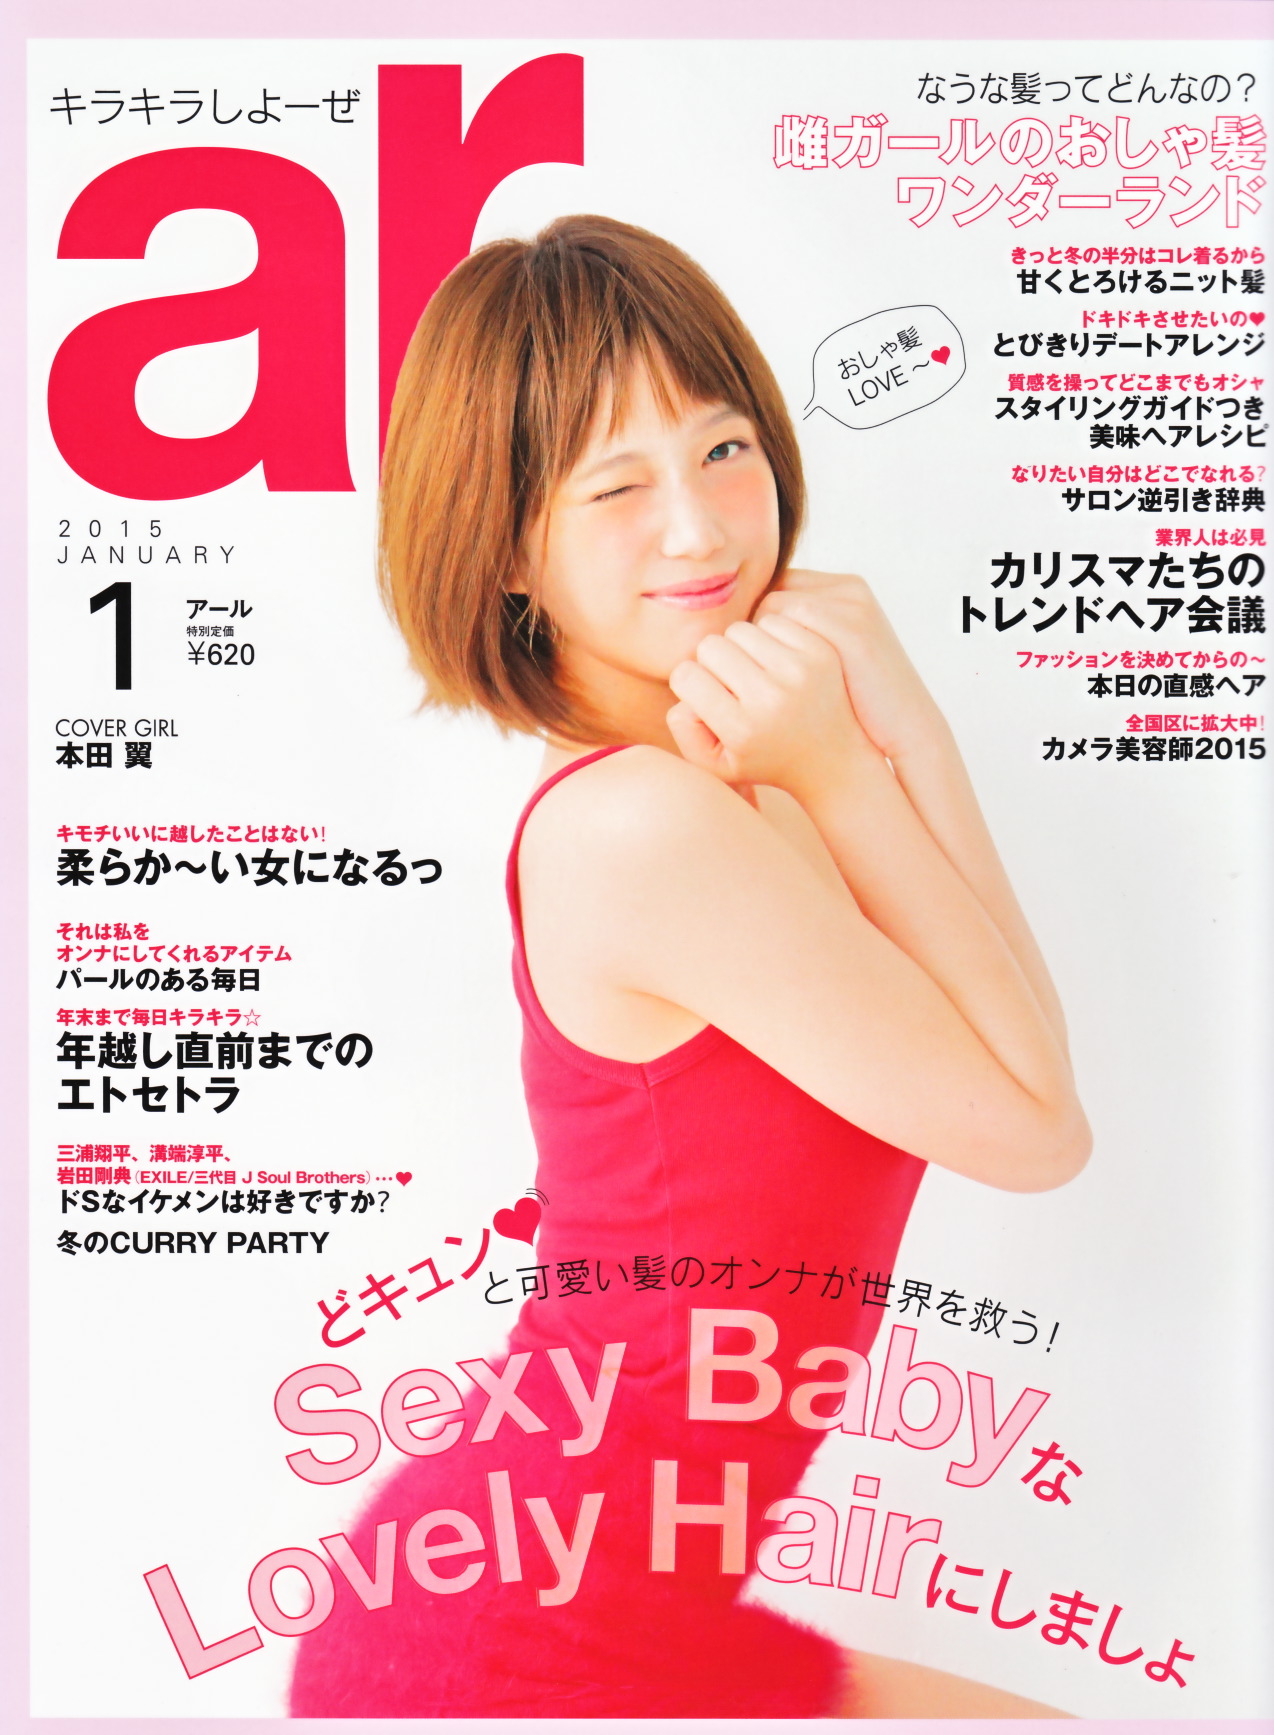 キラキラしよーぜ
ar
2015
JANUARY
1
アール
特別定価
¥620
COVER GIRL
本田 翼
キモチいいに越したことはない!
柔らか〜い女になるっ
それは私を
オンナにしてくれるアイテム
パールのある毎日
年末まで毎日キラキラ☆
年越し直前までの
エトセトラ
三浦翔平、溝端淳平、
岩田剛典(EXILE/三代目 J Soul Brothers)…♥
ドSなイケメンは好きですか?
冬のCURRY PARTY
なうな髪ってどんなの?
雌ガールのおしゃ髪
ワンダーランド
きっと冬の半分はコレ着るから
甘くとろけるニット髪
ドキドキさせたいの♥
とびきりデートアレンジ
質感を操ってどこまでもオシャ
スタイリングガイドつき
美味ヘアレシピ
なりたい自分はどこでなれる?
サロン逆引き辞典
業界人は必見
カリスマたちの
トレンドヘア会議
ファッションを決めてからの〜
本日の直感ヘア
全国区に拡大中!
カメラ美容師2015
おしゃ髪
LOVE〜♥
どキュン♥
と可愛い髪のオンナが世界を救う!
Sexy Babyな
Lovely Hairにしましょ